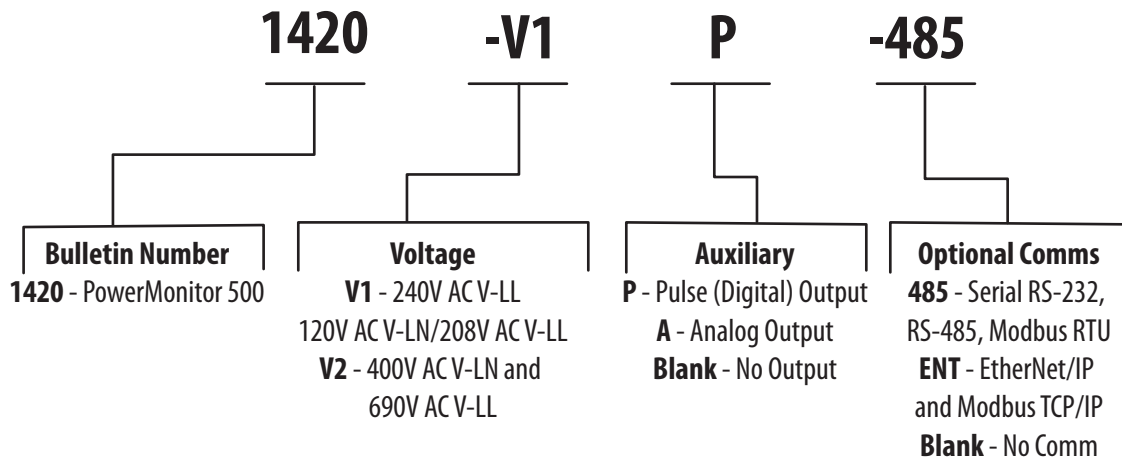 1420 -V1 P -485
Bulletin Number
1420 - PowerMonitor 500
Voltage
V1 - 240V AC V-LL
120V AC V-LN/208V AC V-LL
V2 - 400V AC V-LN and
690V AC V-LL
Auxiliary
P - Pulse (Digital) Output
A - Analog Output
Blank - No Output
Optional Comms
485 - Serial RS-232,
RS-485, Modbus RTU
ENT - EtherNet/IP
and Modbus TCP/IP
Blank - No Comm